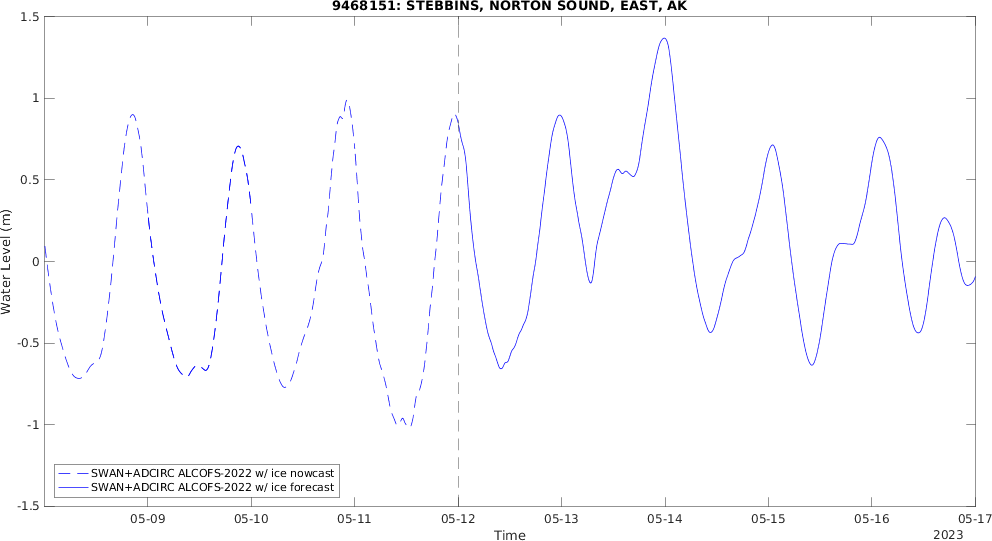 9468151: STEBBINS, NORTON SOUND, EAST, AK
1.5
1
0.5
0
-0.5
-1
-1.5
Water Level (m)
SWAN+ADCIRC ALCOFS-2022 w/ ice nowcast
SWAN+ADCIRC ALCOFS-2022 w/ ice forecast
05-09 05-10 05-11 05-12 05-13 05-14 05-15 05-16 05-17
Time
2023